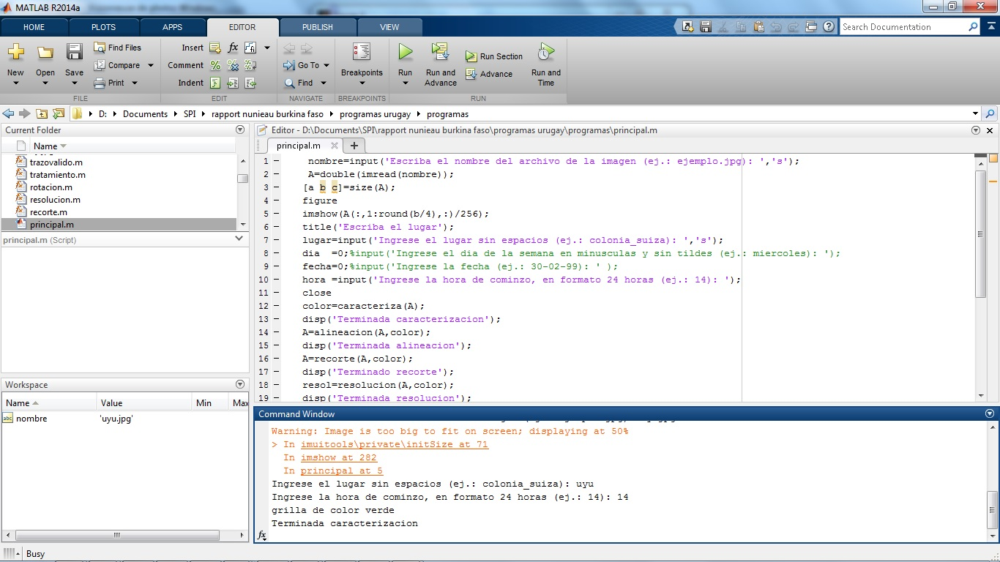 MATLAB R2014a
HOME PLOTS APPS EDITOR PUBLISH VIEW
Search Documentation
New Open Save Find Files Compare Print
FILE
Insert fx
Comment
Indent
EDIT
Go To
Find
NAVIGATE
Breakpoints
BREAKPOINTS
Run Run and Advance Run Section Advance Run and Time
RUN
D: Documents SPI rapport nunieau burkina faso programas urugay programas
Current Folder
Name
trazovalido.m
tratamiento.m
rotacion.m
resolucion.m
recorte.m
principal.m
principal.m (Script)
Workspace
Name Value Min Max
abc nombre 'uyu.jpg'
Editor - D:\Documents\SPI\rapport nunieau burkina faso\programas urugay\programas\principal.m
principal.m
1 – nombre=input('Escriba el nombre del archivo de la imagen (ej.: ejemplo.jpg): ','s');
2 – A=double(imread(nombre));
3 – [a b c]=size(A);
4 – figure
5 – imshow(A(:,1:round(b/4),:)/256);
6 – title('Escriba el lugar');
7 – lugar=input('Ingrese el lugar sin espacios (ej.: colonia_suiza): ','s');
8 – dia  =0;%input('Ingrese el dia de la semana en minusculas y sin tildes (ej.: miercoles): ');
9 – fecha=0;%input('Ingrese la fecha (ej.: 30-02-99): ' );
10 – hora =input('Ingrese la hora de cominzo, en formato 24 horas (ej.: 14): ');
11 – close
12 – color=caracteriza(A);
13 – disp('Terminada caracterizacion');
14 – A=alineacion(A,color);
15 – disp('Terminada alineacion');
16 – A=recorte(A,color);
17 – disp('Terminado recorte');
18 – resol=resolucion(A,color);
19 – disp('Terminada resolucion');
Command Window
Warning: Image is too big to fit on screen; displaying at 50%
> In imuitools\private\initSize at 71
In imshow at 282
In principal at 5
Ingrese el lugar sin espacios (ej.: colonia_suiza): uyu
Ingrese la hora de cominzo, en formato 24 horas (ej.: 14): 14
grilla de color verde
Terminada caracterizacion
fx
Busy